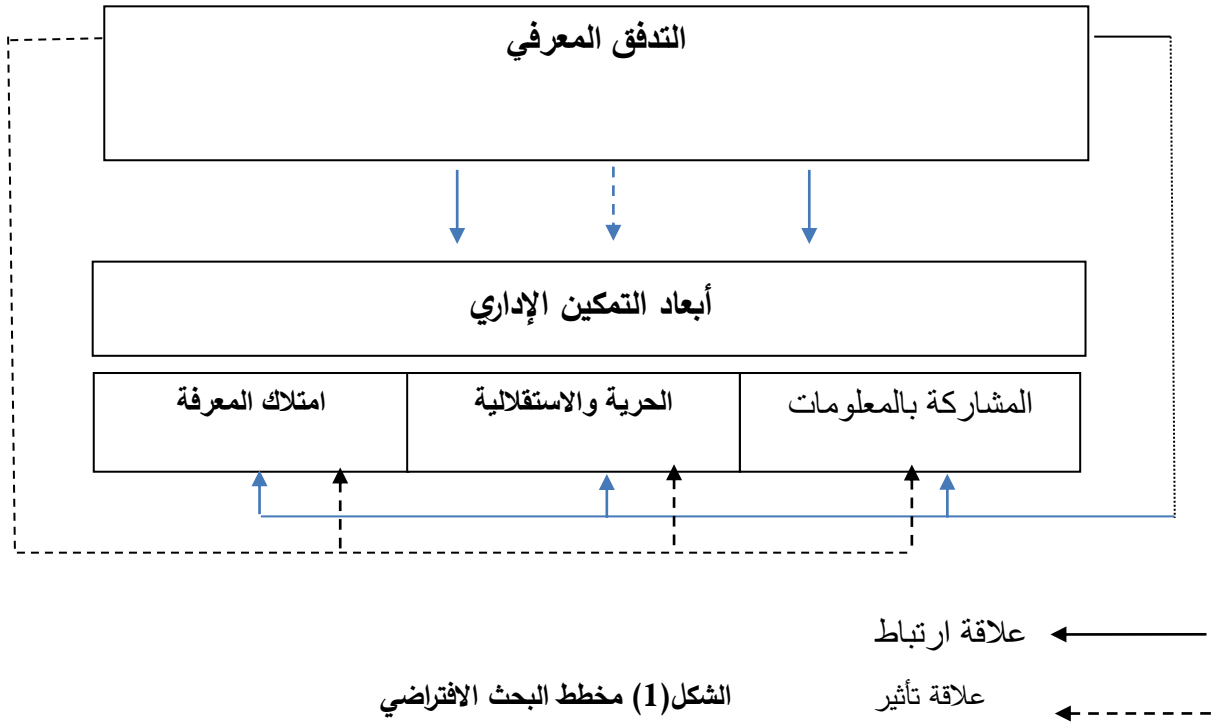 التدفق المعرفي
أبعاد التمكين الإداري
المشاركة بالمعلومات
الحرية والاستقلالية
امتلاك المعرفة
علاقة ارتباط
علاقة تأثير
الشكل(1) مخطط البحث الافتراضي